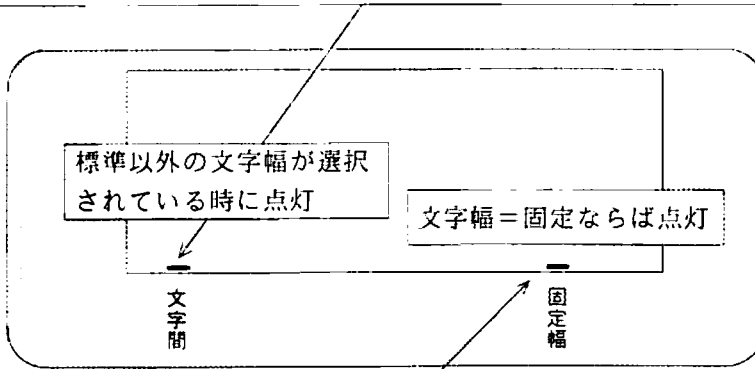 標準以外の文字幅が選択
されている時に点灯
文字幅＝固定ならば点灯
文字間
固定幅